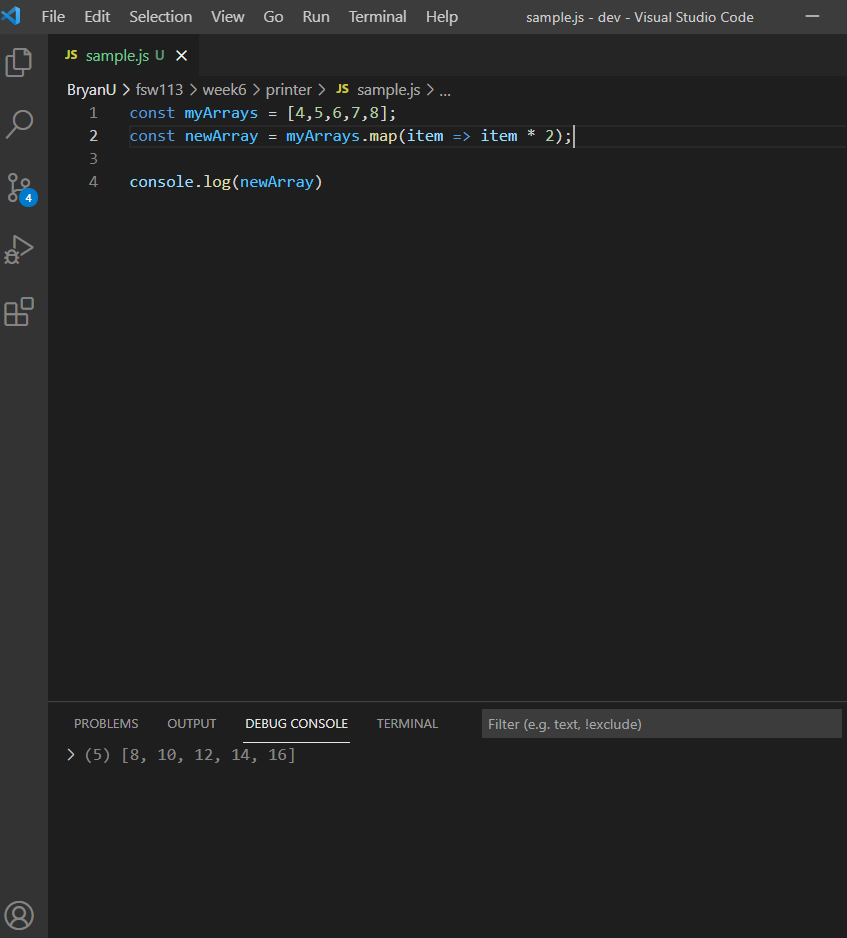 File Edit Selection View Go Run Terminal Help sample.js - dev - Visual Studio Code
JS sample.js U
BryanU > fsw113 > week6 > printer > JS sample.js > ...
1 const myArrays = [4,5,6,7,8];
2 const newArray = myArrays.map(item => item * 2);
3
4 console.log(newArray)
4
PROBLEMS OUTPUT DEBUG CONSOLE TERMINAL Filter (e.g. text, !exclude)
> (5) [8, 10, 12, 14, 16]